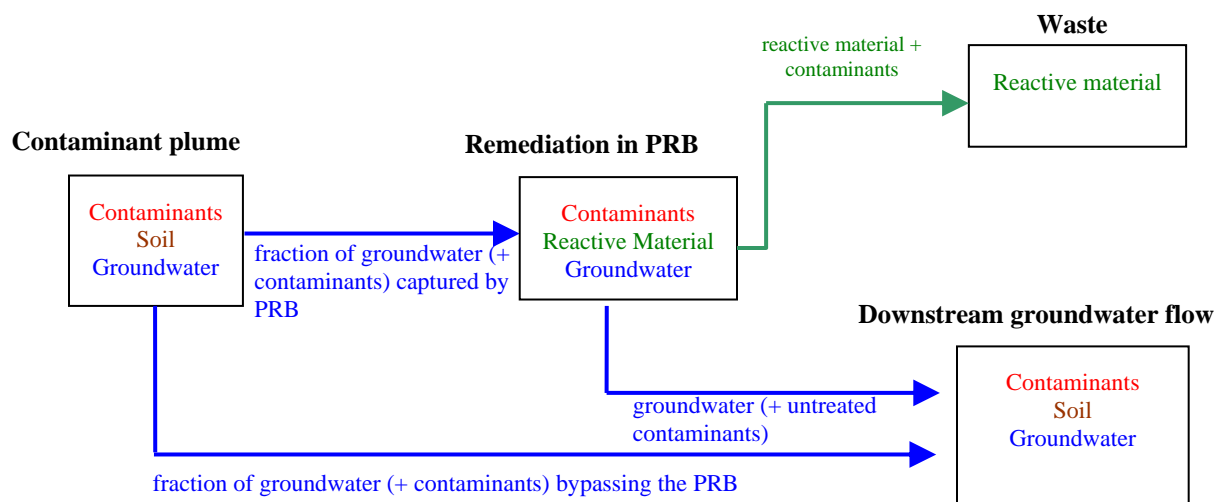 Waste
reactive material +
contaminants
Reactive material
Contaminant plume
Remediation in PRB
Contaminants
Soil
Groundwater
fraction of groundwater (+
contaminants) captured by
PRB
Contaminants
Reactive Material
Groundwater
Downstream groundwater flow
groundwater (+ untreated
contaminants)
Contaminants
Soil
Groundwater
fraction of groundwater (+ contaminants) bypassing the PRB